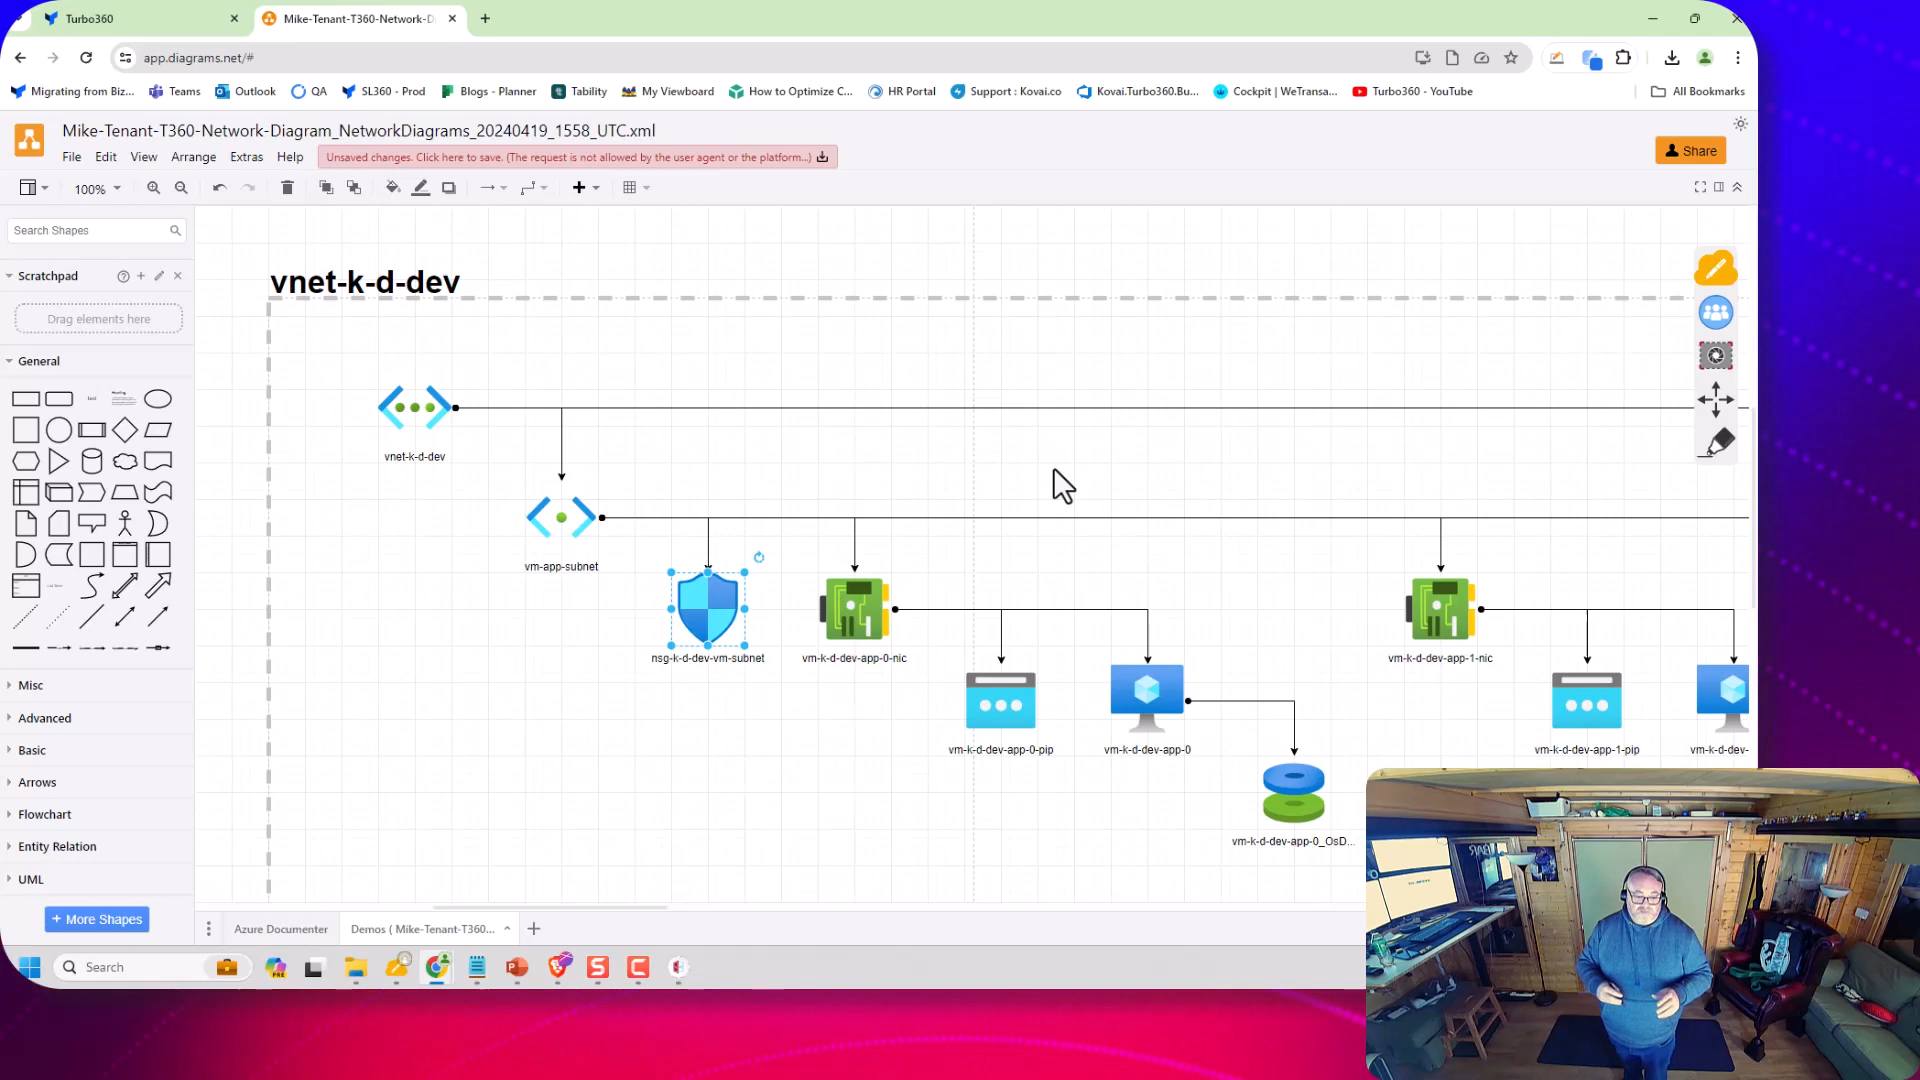 Turbo360
Mike-Tenant-T360-Network-D
app.diagrams.net/#
Migrating from Biz...
Teams
Outlook
QA
SL360 - Prod
Blogs - Planner
Tability
My Viewboard
How to Optimize C...
HR Portal
Support : Kovai.co
Kovai.Turbo360.Bu...
Cockpit (WeTransa...
Turbo360 - YouTube
All Bookmarks
Mike-Tenant-T360-Network-Diagram_NetworkDiagrams_20240419_1558_UTC.xml
File Edit View Arrange Extras Help
Unsaved changes. Click here to save. (The request is not allowed by the user agent or the platform...)
Share
100%
Search Shapes
Scratchpad
Drag elements here
General
Text
Heading
Misc
Advanced
Basic
Arrows
Flowchart
Entity Relation
UML
+ More Shapes
vnet-k-d-dev
vnet-k-d-dev
vm-app-subnet
nsg-k-d-dev-vm-subnet
vm-k-d-dev-app-0-nic
vm-k-d-dev-app-1-nic
vm-k-d-dev-app-0-pip
vm-k-d-dev-app-0
vm-k-d-dev-app-1-pip
vm-k-d-dev-
vm-k-d-dev-app-0_OsD...
Azure Documenter
Demos ( Mike-Tenant-T360...
Search
PRE